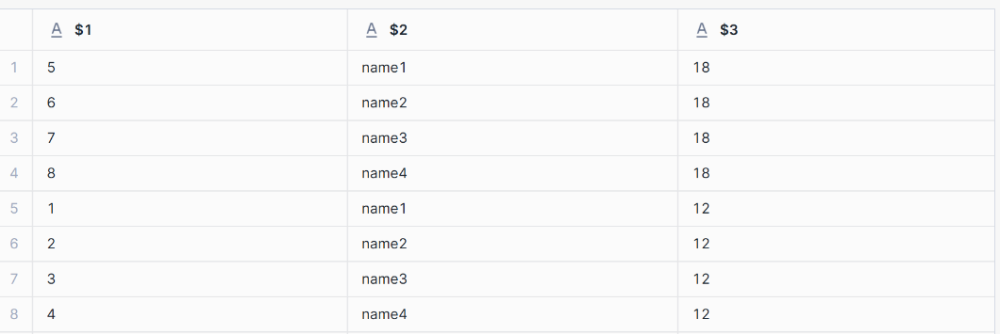 A $1 A $2 A $3
1 5 name1 18
2 6 name2 18
3 7 name3 18
4 8 name4 18
5 1 name1 12
6 2 name2 12
7 3 name3 12
8 4 name4 12